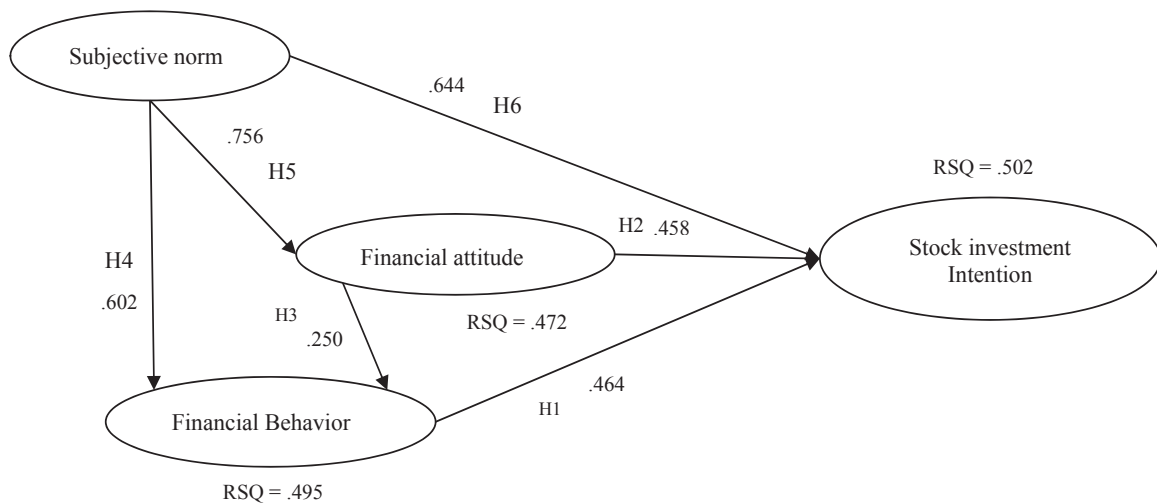 Subjective norm
.644
H6
.756
H5
RSQ = .502
H2 .458
Stock investment
Intention
Financial attitude
H4
.602
H3
.250
RSQ = .472
.464
H1
Financial Behavior
RSQ = .495